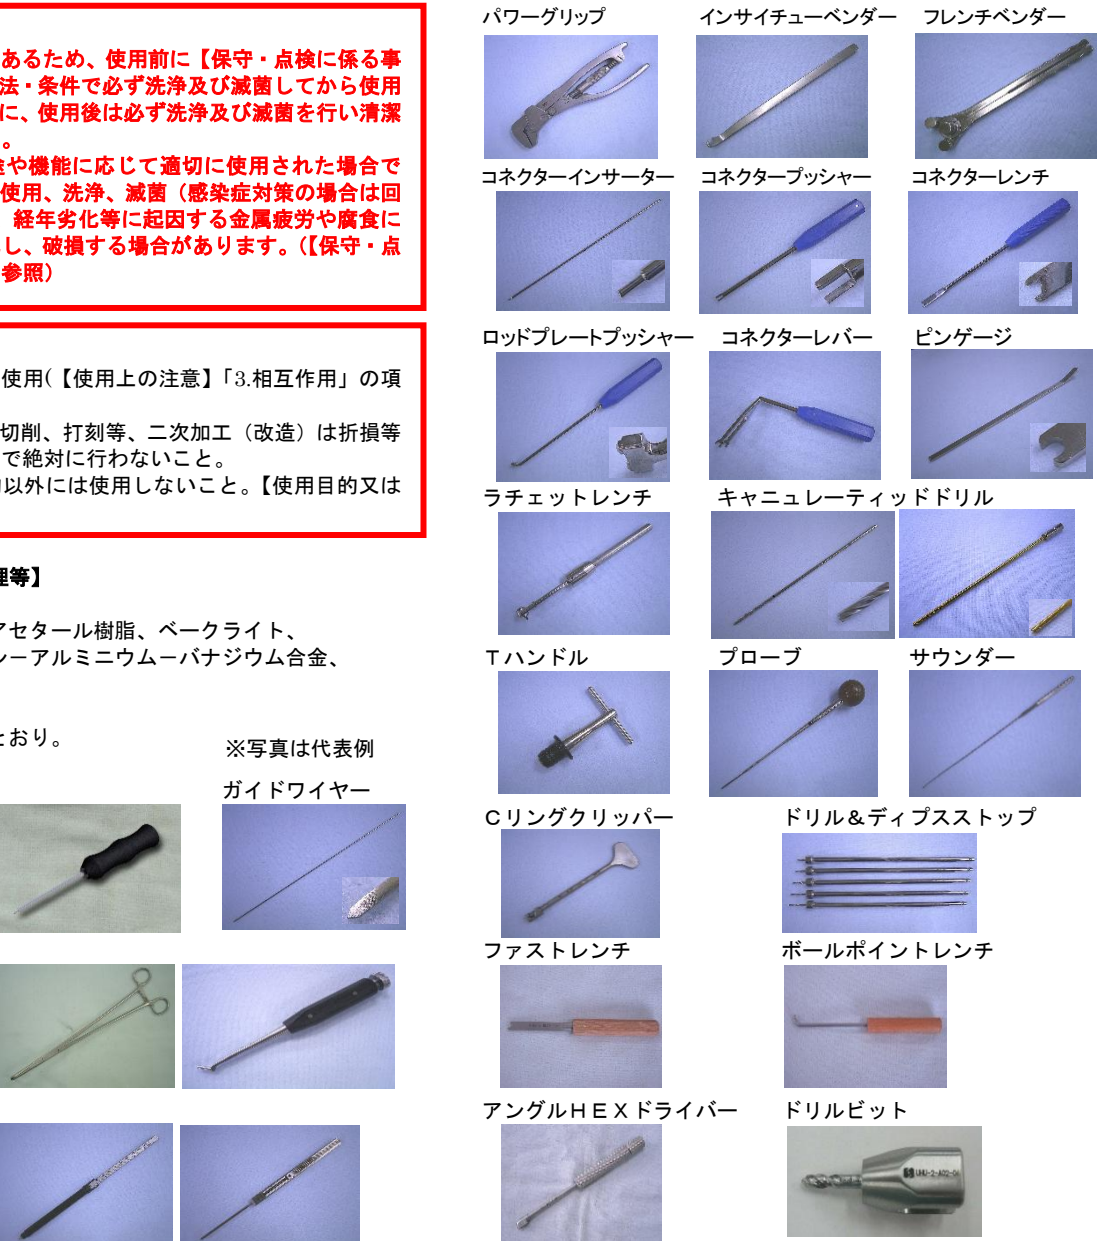 あるため、使用前に【保守・点検に係る事
法・条件で必ず洗浄及び滅菌してから使用
に、使用後は必ず洗浄及び滅菌を行い清潔
。
途や機能に応じて適切に使用された場合で
使用、洗浄、滅菌（感染症対策の場合は回
経年劣化等に起因する金属疲労や腐食に
し、破損する場合があります。（【保守・点
参照）
使用(【使用上の注意】「3.相互作用」の項
切削、打刻等、二次加工（改造）は折損等
で絶対に行わないこと。
以外には使用しないこと。【使用目的又は
理等】
アセタール樹脂、ベークライト、
ン－アルミニウム－バナジウム合金、
とおり。
※写真は代表例
ガイドワイヤー
パワーグリップ
インサイチューベンダー
フレンチベンダー
コネクターインサーター
コネクタープッシャー
コネクターレンチ
ロッドプレートプッシャー
コネクターレバー
ピンゲージ
ラチェットレンチ
キャニュレーティッドドリル
Ｔハンドル
プローブ
サウンダー
Ｃリングクリッパー
ドリル＆ディプスストップ
ファストレンチ
ボールポイントレンチ
アングルＨＥＸドライバー
ドリルビット
UHU-2-A02-04